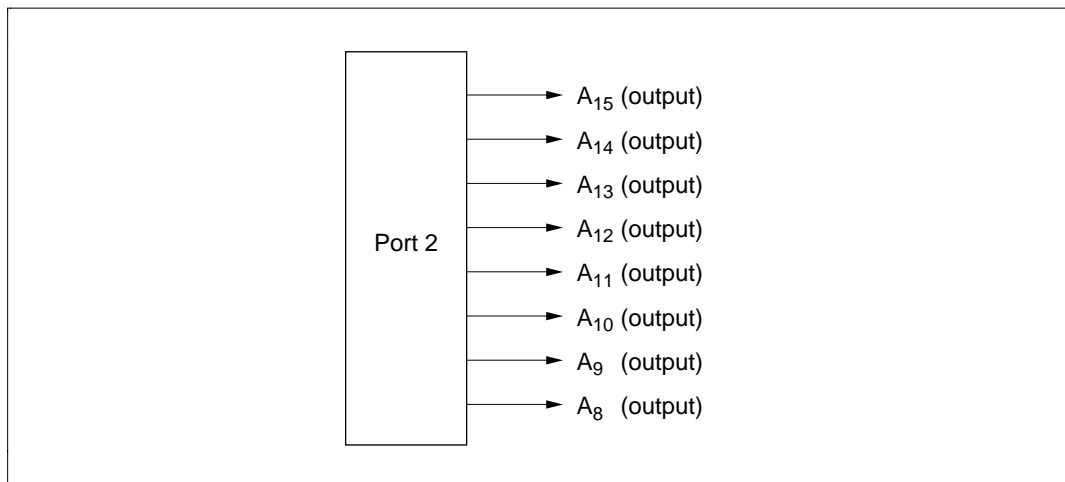 A15 (output)
A14 (output)
A13 (output)
A12 (output)
Port 2
A11 (output)
A10 (output)
A9 (output)
A8 (output)